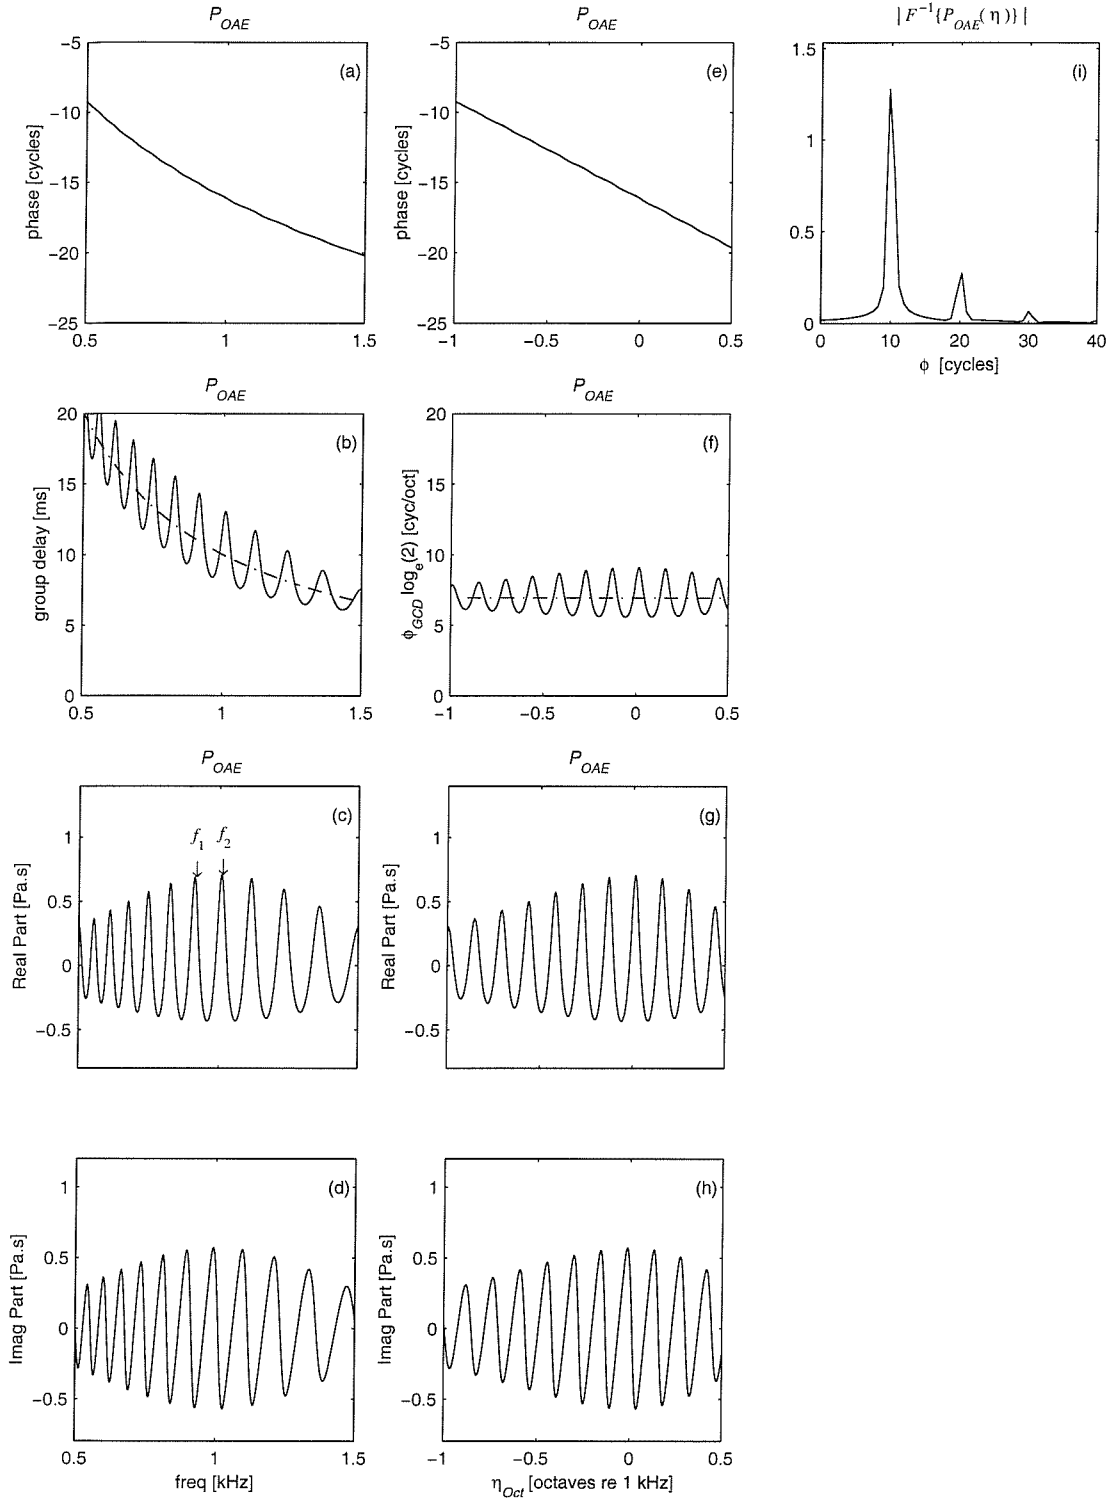 P_OAE
−5
−10
−15
−20
−25
phase [cycles]
(a)
0.5
1
1.5
P_OAE
−5
−10
−15
−20
−25
phase [cycles]
(e)
−1
−0.5
0
0.5
| F⁻¹{P_OAE(η)} |
1.5
1
0.5
0
(i)
0
10
20
30
40
ϕ [cycles]
P_OAE
20
15
10
5
0
group delay [ms]
(b)
0.5
1
1.5
P_OAE
20
15
10
5
0
ϕ_GCD log_e(2) [cyc/oct]
(f)
−1
−0.5
0
0.5
P_OAE
1
0.5
0
−0.5
Real Part [Pa.s]
(c)
f₁
f₂
P_OAE
1
0.5
0
−0.5
Real Part [Pa.s]
(g)
1
0.5
0
−0.5
Imag Part [Pa.s]
(d)
0.5
1
1.5
freq [kHz]
1
0.5
0
−0.5
Imag Part [Pa.s]
(h)
−1
−0.5
0
0.5
η_Oct [octaves re 1 kHz]